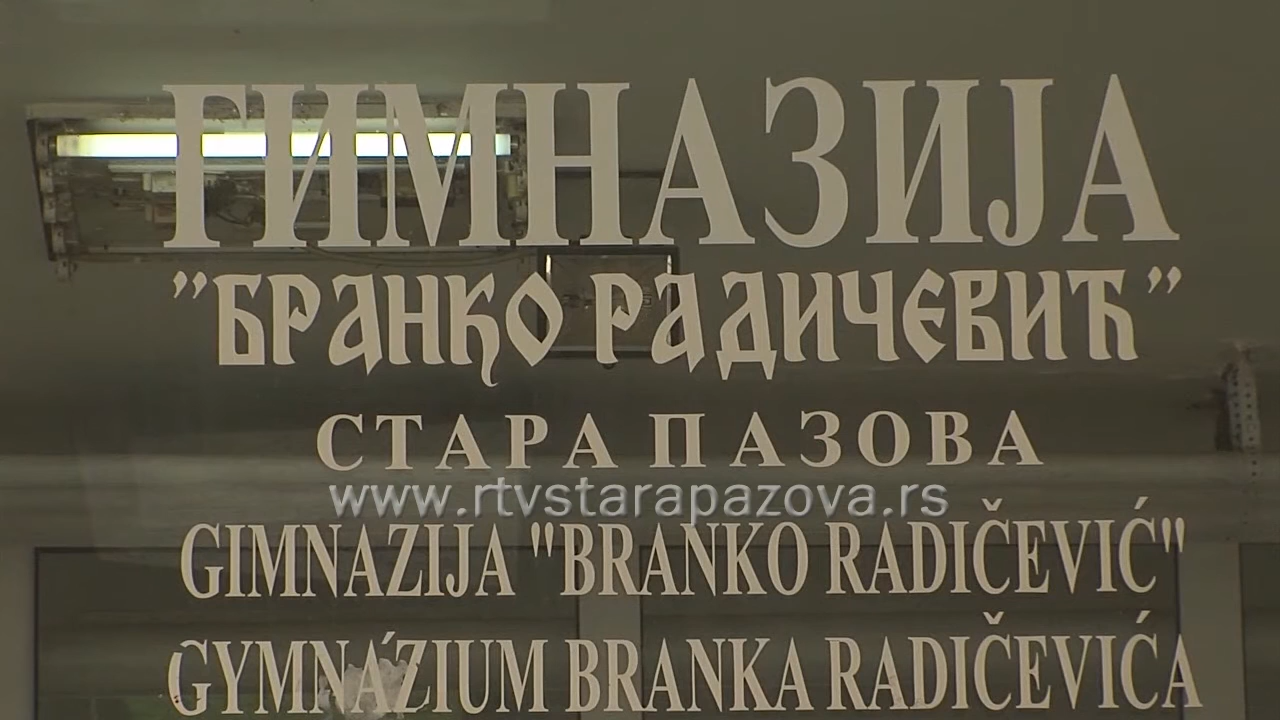 ГИМНАЗИЈА
"БРАНКО РАДИЧЕВИЋ"
СТАРА ПАЗОВА
www.rtvstarapazova.rs
GIMNAZIJA "BRANKO RADIČEVIĆ"
GYMNÁZIUM BRANKA RADIČEVIĆA